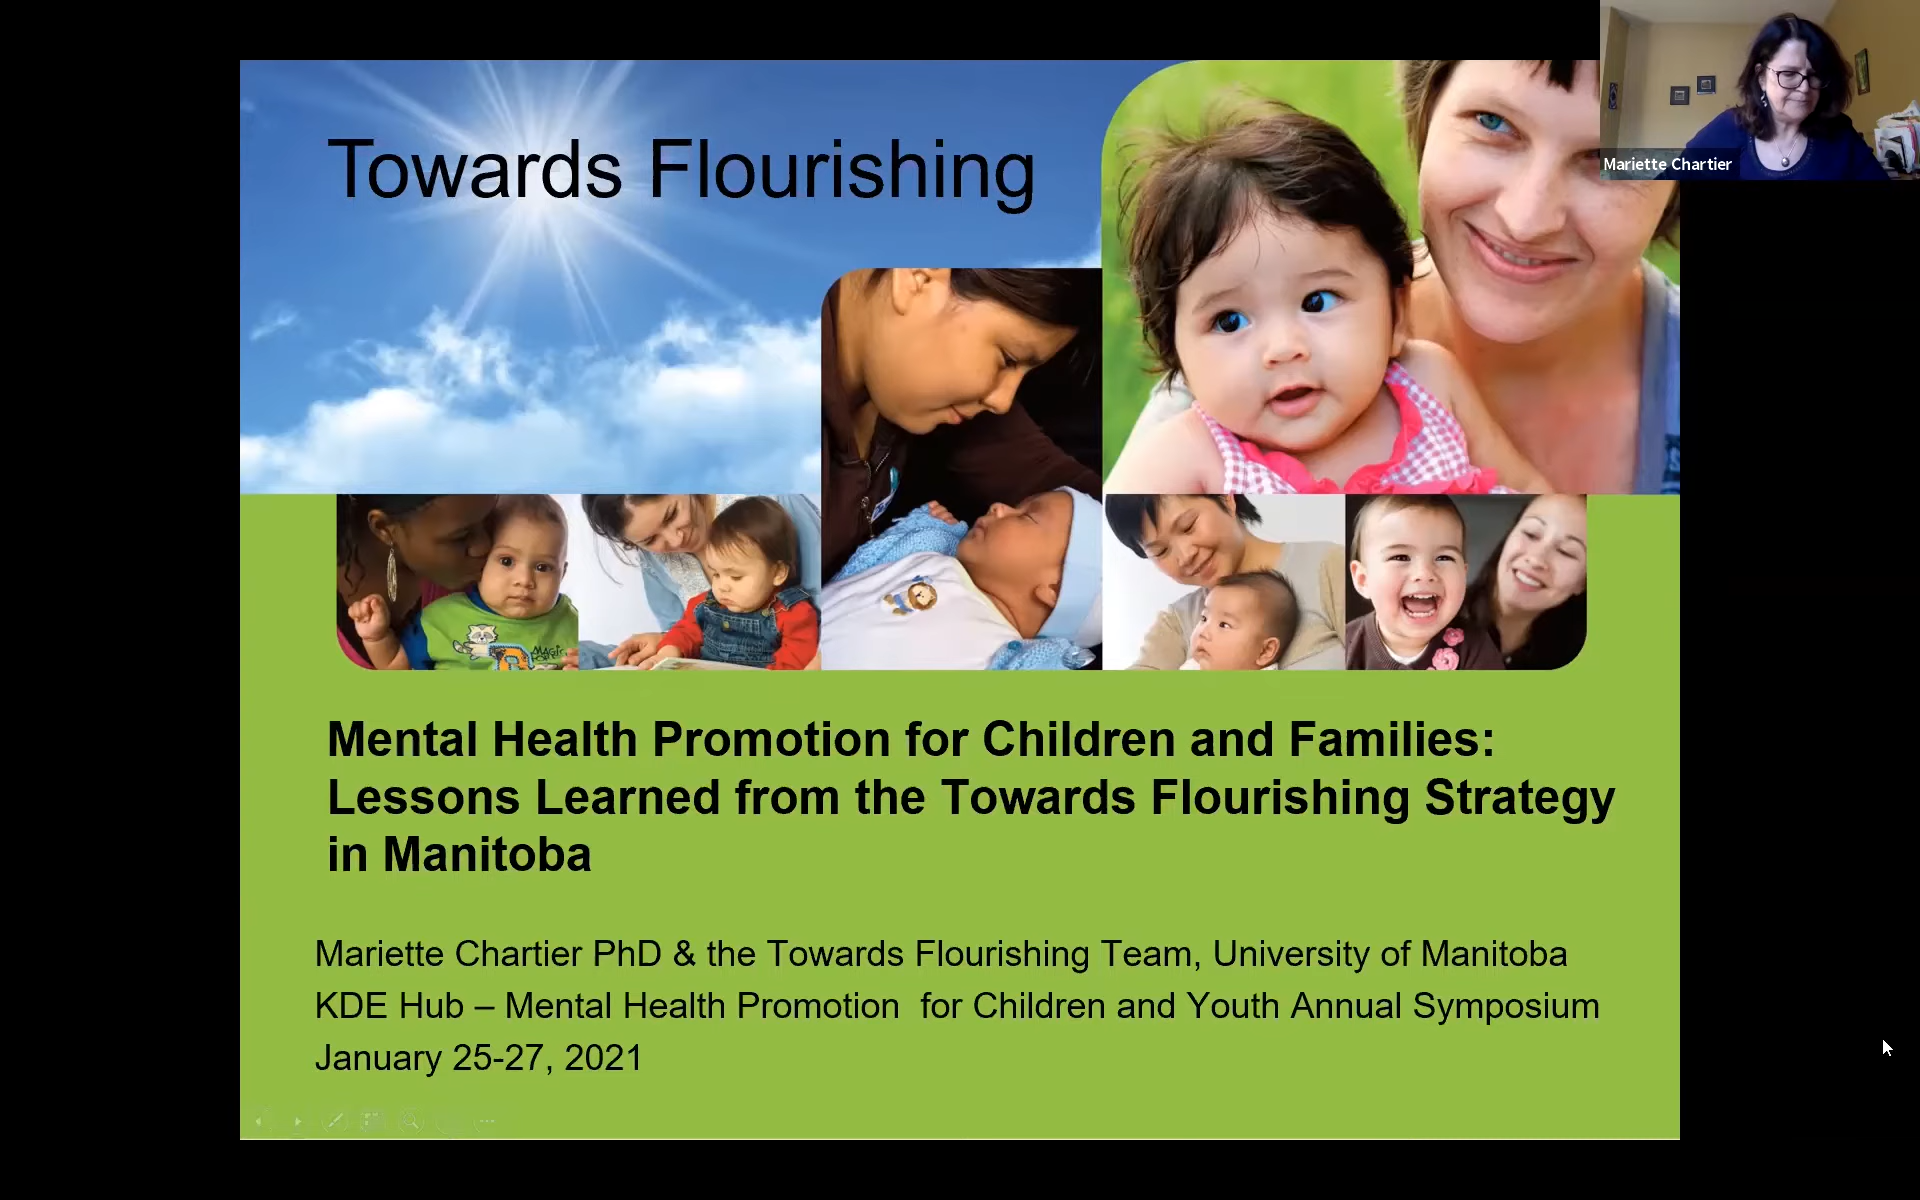 Towards Flourishing
Mariette Chartier
MAGIC
Mental Health Promotion for Children and Families:
Lessons Learned from the Towards Flourishing Strategy
in Manitoba
Mariette Chartier PhD & the Towards Flourishing Team, University of Manitoba
KDE Hub – Mental Health Promotion  for Children and Youth Annual Symposium
January 25-27, 2021